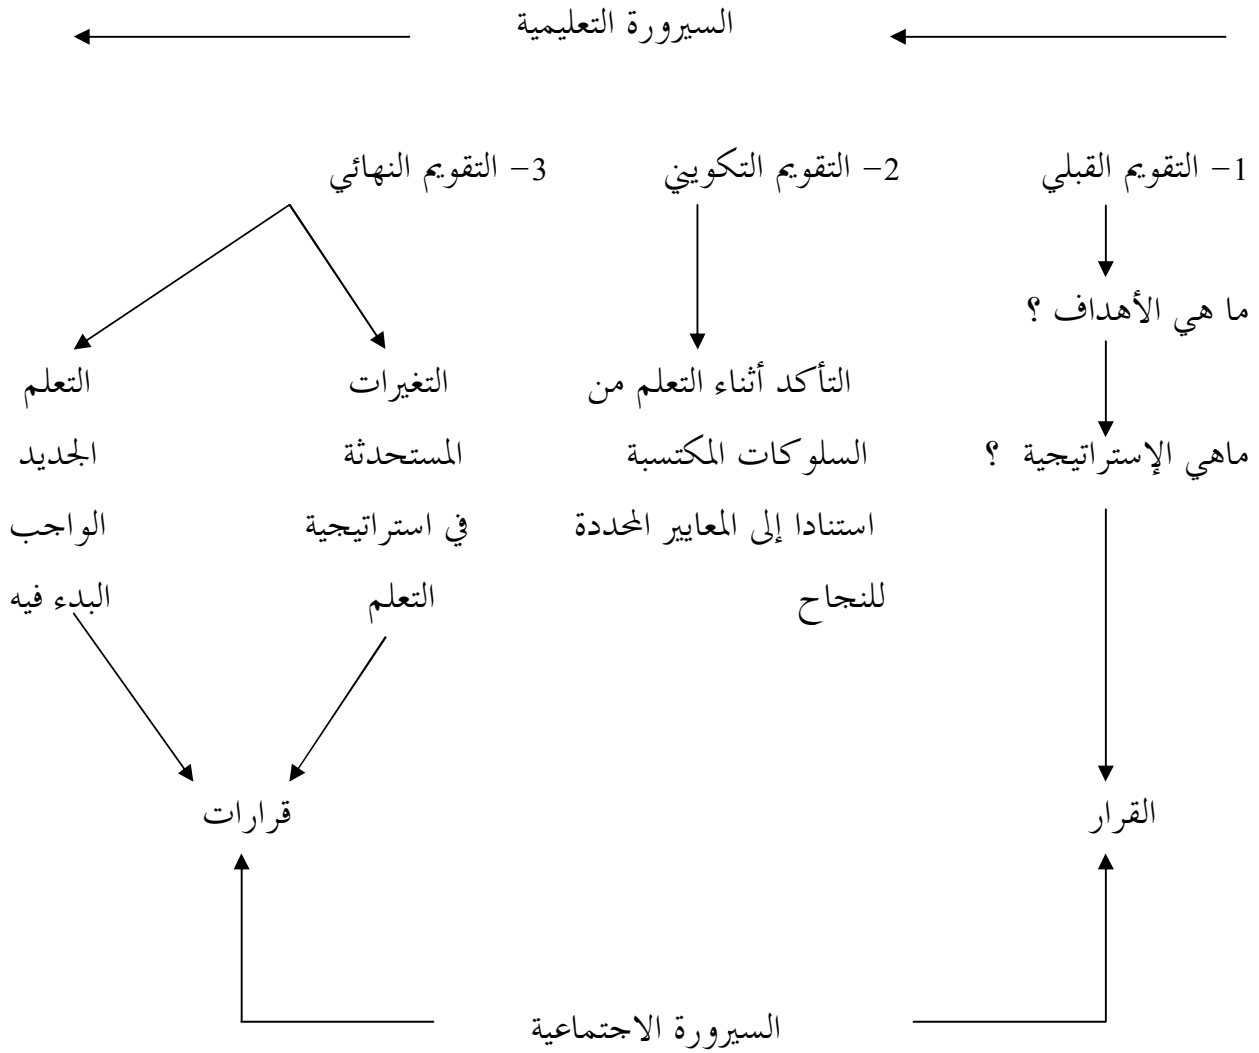 السيرورة التعليمية
1- التقويم القبلي
2- التقويم التكويني
3- التقويم النهائي
ما هي الأهداف ؟
ماهي الإستراتيجية ؟
القرار
التأكد أثناء التعلم من
السلوكات المكتسبة
استنادا إلى المعايير المحددة
للنجاح
التغيرات
المستحدثة
في استراتيجية
التعلم
التعلم
الجديد
الواجب
البدء فيه
قرارات
السيرورة الاجتماعية